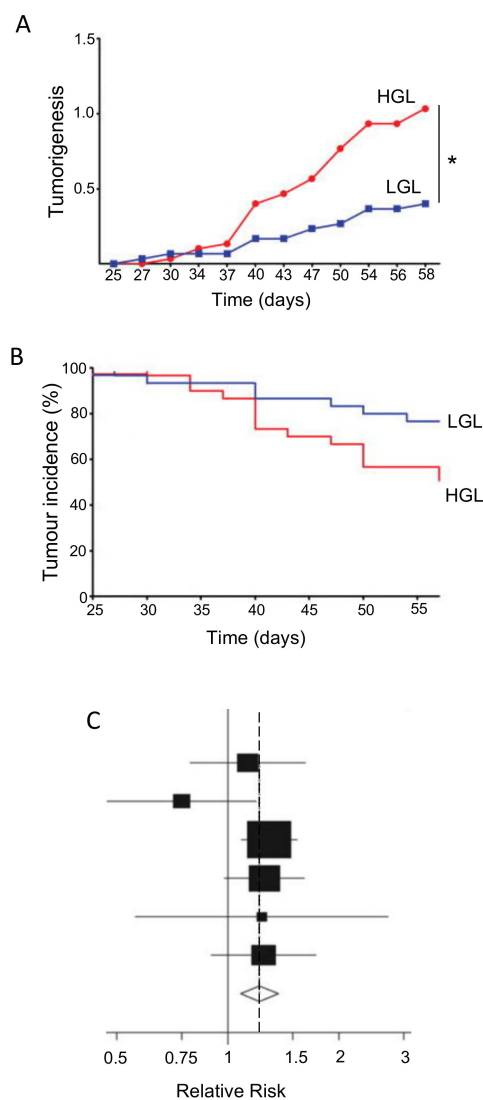 A
1.5
1.0
0.5
Tumorigenesis
HGL
LGL
*
25 27 30 34 37 40 43 47 50 54 56 58
Time (days)
B
100
80
60
40
20
0
Tumour incidence (%)
LGL
HGL
25 30 35 40 45 50 55
Time (days)
C
0.5 0.75 1 1.5 2 3
Relative Risk